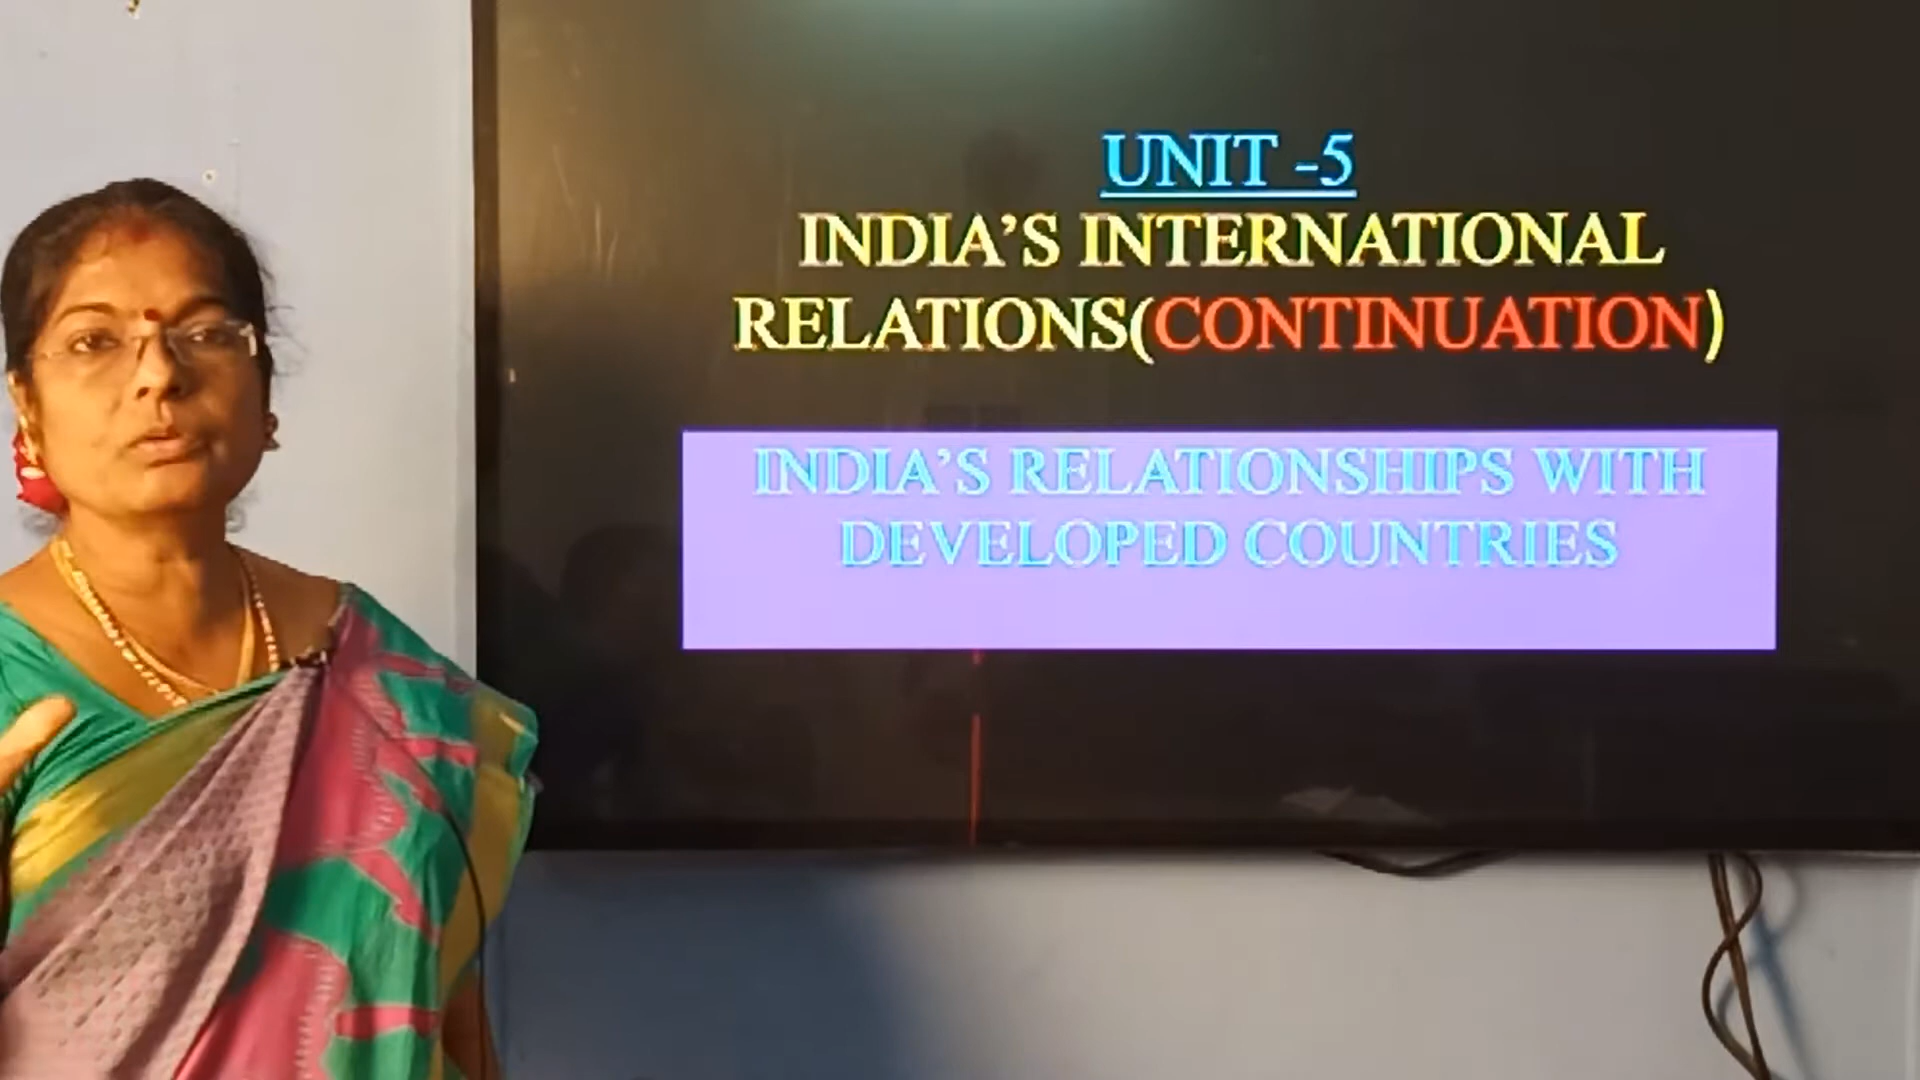 UNIT -5
INDIA’S INTERNATIONAL
RELATIONS(CONTINUATION)
INDIA’S RELATIONSHIPS WITH
DEVELOPED COUNTRIES